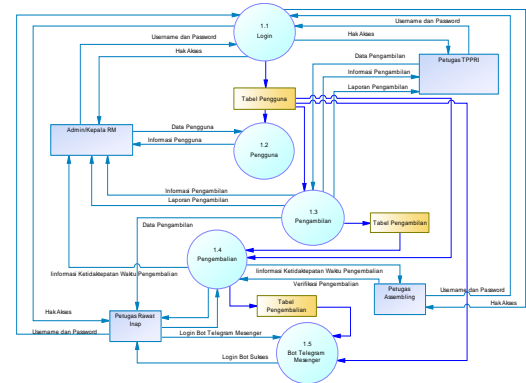 Username dan Password
1.1
Login
Username dan Password
Hak Akses
Hak Akses
Data Pengambilan
Petugas TPPRI
Informasi Pengambilan
Laporan Pengambilan
Tabel Pengguna
Admin/Kepala RM
Data Pengguna
Informasi Pengguna
1.2
Pengguna
Informasi Pengambilan
Laporan Pengambilan
1.3
Pengambilan
Data Pengambilan
Tabel Pengambilan
1.4
Pengembalian
Iinformasi Ketidaktepatan Waktu Pengembalian
Iinformasi Ketidaktepatan Waktu Pengembalian
Verifikasi Pengembalian
Petugas
Assembling
Username dan Password
Hak Akses
Tabel
Pengembalian
Hak Akses
Petugas Rawat
Inap
Username dan Password
Login Bot Telegram Mesenger
1.5
Bot Telegram
Mesenger
Login Bot Sukses